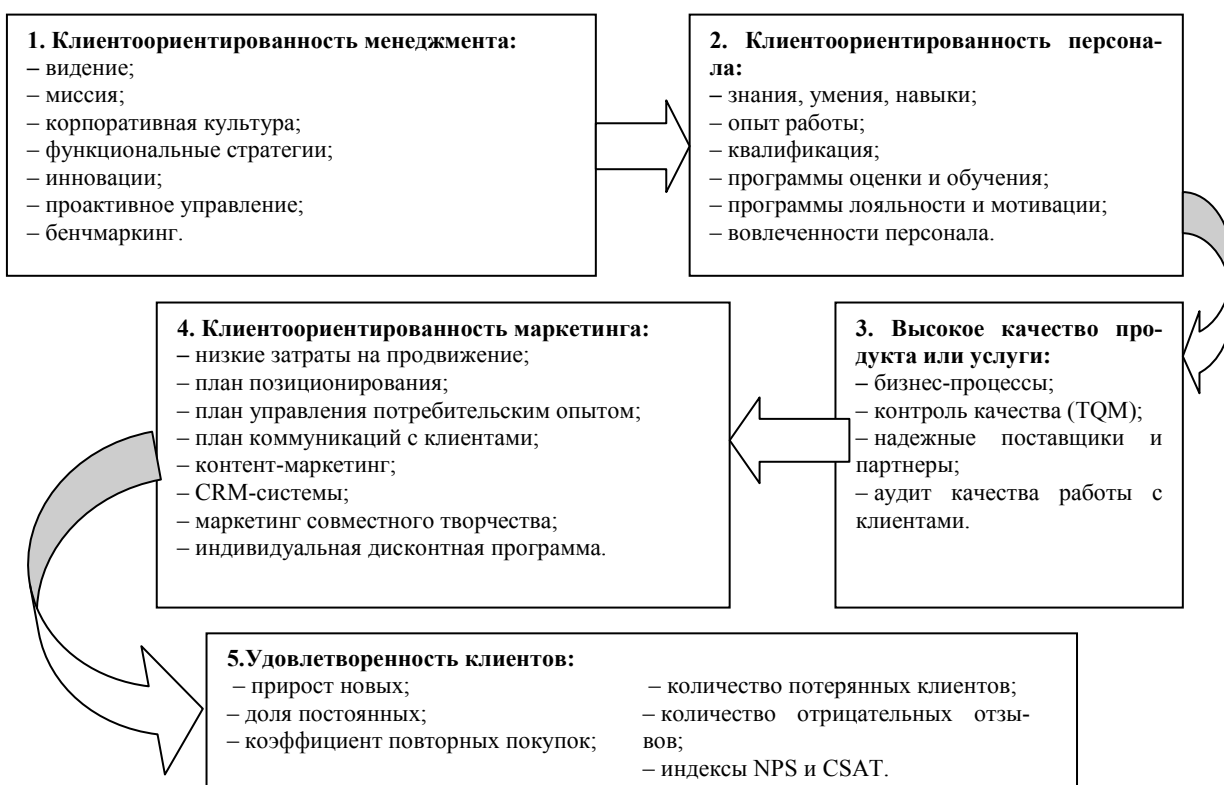 1. Клиентоориентированность менеджмента:
– видение;
– миссия;
– корпоративная культура;
– функциональные стратегии;
– инновации;
– проактивное управление;
– бенчмаркинг.
2. Клиентоориентированность персона-
ла:
– знания, умения, навыки;
– опыт работы;
– квалификация;
– программы оценки и обучения;
– программы лояльности и мотивации;
– вовлеченности персонала.
3. Высокое качество про-
дукта или услуги:
– бизнес-процессы;
– контроль качества (TQM);
– надежные поставщики и
партнеры;
– аудит качества работы с
клиентами.
4. Клиентоориентированность маркетинга:
– низкие затраты на продвижение;
– план позиционирования;
– план управления потребительским опытом;
– план коммуникаций с клиентами;
– контент-маркетинг;
– CRM-системы;
– маркетинг совместного творчества;
– индивидуальная дисконтная программа.
5.Удовлетворенность клиентов:
– прирост новых;
– доля постоянных;
– коэффициент повторных покупок;
– количество потерянных клиентов;
– количество отрицательных отзы-
вов;
– индексы NPS и CSAT.